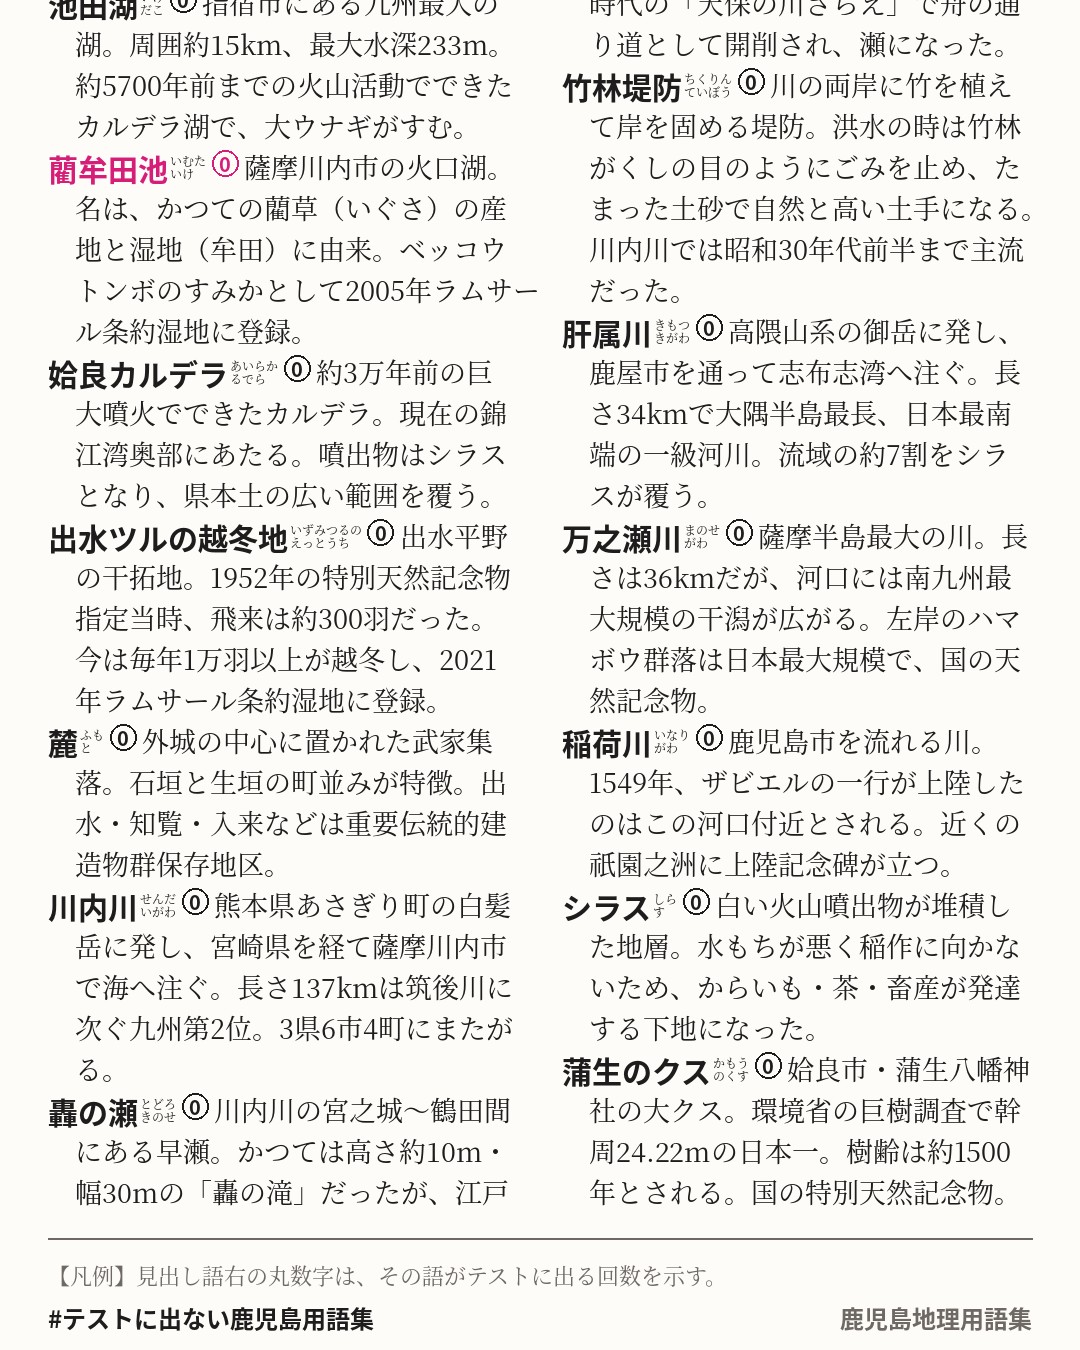 池田湖 いけだこ ⓪ 指宿市にある九州最大の
湖。周囲約15km、最大水深233m。
約5700年前までの火山活動でできた
カルデラ湖で、大ウナギがすむ。
藺牟田池 いむたいけ ⓪ 薩摩川内市の火口湖。
名は、かつての藺草（いぐさ）の産
地と湿地（牟田）に由来。ベッコウ
トンボのすみかとして2005年ラムサー
ル条約湿地に登録。
姶良カルデラ あいらかるでら ⓪ 約3万年前の巨
大噴火でできたカルデラ。現在の錦
江湾奥部にあたる。噴出物はシラス
となり、県本土の広い範囲を覆う。
出水ツルの越冬地 いずみつるのえっとうち ⓪ 出水平野
の干拓地。1952年の特別天然記念物
指定当時、飛来は約300羽だった。
今は毎年1万羽以上が越冬し、2021
年ラムサール条約湿地に登録。
麓 ふもと ⓪ 外城の中心に置かれた武家集
落。石垣と生垣の町並みが特徴。出
水・知覧・入来などは重要伝統的建
造物群保存地区。
川内川 せんだいがわ ⓪ 熊本県あさぎり町の白髪
岳に発し、宮崎県を経て薩摩川内市
で海へ注ぐ。長さ137kmは筑後川に
次ぐ九州第2位。3県6市4町にまたが
る。
轟の瀬 とどろきのせ ⓪ 川内川の宮之城〜鶴田間
にある早瀬。かつては高さ約10m・
幅30mの「轟の滝」だったが、江戸
時代の「天保の川ざらえ」で舟の通
り道として開削され、瀬になった。
竹林堤防 ちくりんていぼう ⓪ 川の両岸に竹を植え
て岸を固める堤防。洪水の時は竹林
がくしの目のようにごみを止め、た
まった土砂で自然と高い土手になる。
川内川では昭和30年代前半まで主流
だった。
肝属川 きもつきがわ ⓪ 高隈山系の御岳に発し、
鹿屋市を通って志布志湾へ注ぐ。長
さ34kmで大隅半島最長、日本最南
端の一級河川。流域の約7割をシラ
スが覆う。
万之瀬川 まのせがわ ⓪ 薩摩半島最大の川。長
さは36kmだが、河口には南九州最
大規模の干潟が広がる。左岸のハマ
ボウ群落は日本最大規模で、国の天
然記念物。
稲荷川 いなりがわ ⓪ 鹿児島市を流れる川。
1549年、ザビエルの一行が上陸した
のはこの河口付近とされる。近くの
祇園之洲に上陸記念碑が立つ。
シラス しらす ⓪ 白い火山噴出物が堆積し
た地層。水もちが悪く稲作に向かな
いため、からいも・茶・畜産が発達
する下地になった。
蒲生のクス かもうのくす ⓪ 姶良市・蒲生八幡神
社の大クス。環境省の巨樹調査で幹
周24.22mの日本一。樹齢は約1500
年とされる。国の特別天然記念物。
【凡例】見出し語右の丸数字は、その語がテストに出る回数を示す。
#テストに出ない鹿児島用語集
鹿児島地理用語集